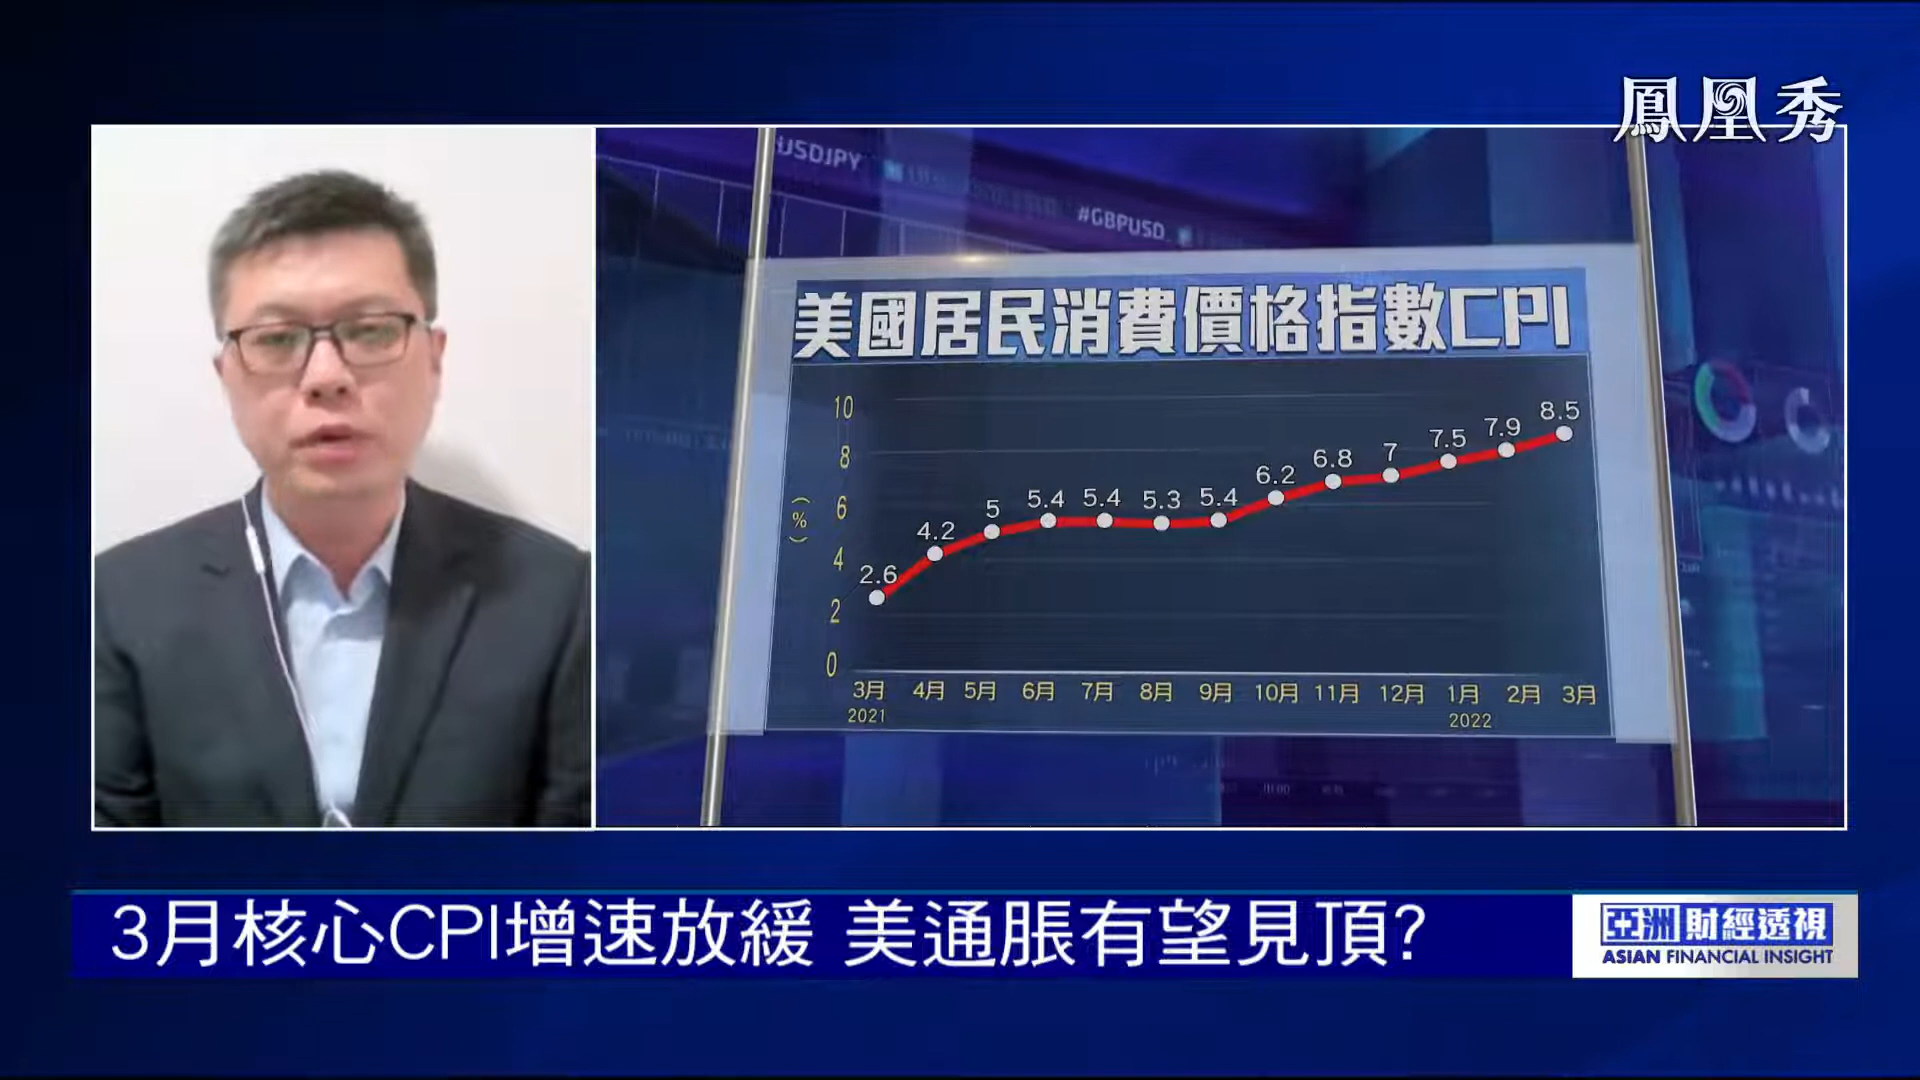 鳳凰秀
USDJPY
#GBPUSD
美國居民消費價格指數CPI
(%)
10
8
6
4
2
0
2.6
4.2
5
5.4
5.4
5.3
5.4
6.2
6.8
7
7.5
7.9
8.5
3月 4月 5月 6月 7月 8月 9月 10月 11月 12月 1月 2月 3月
2021 2022
3月核心CPI增速放緩 美通脹有望見頂?
亞洲財經透視
ASIAN FINANCIAL INSIGHT